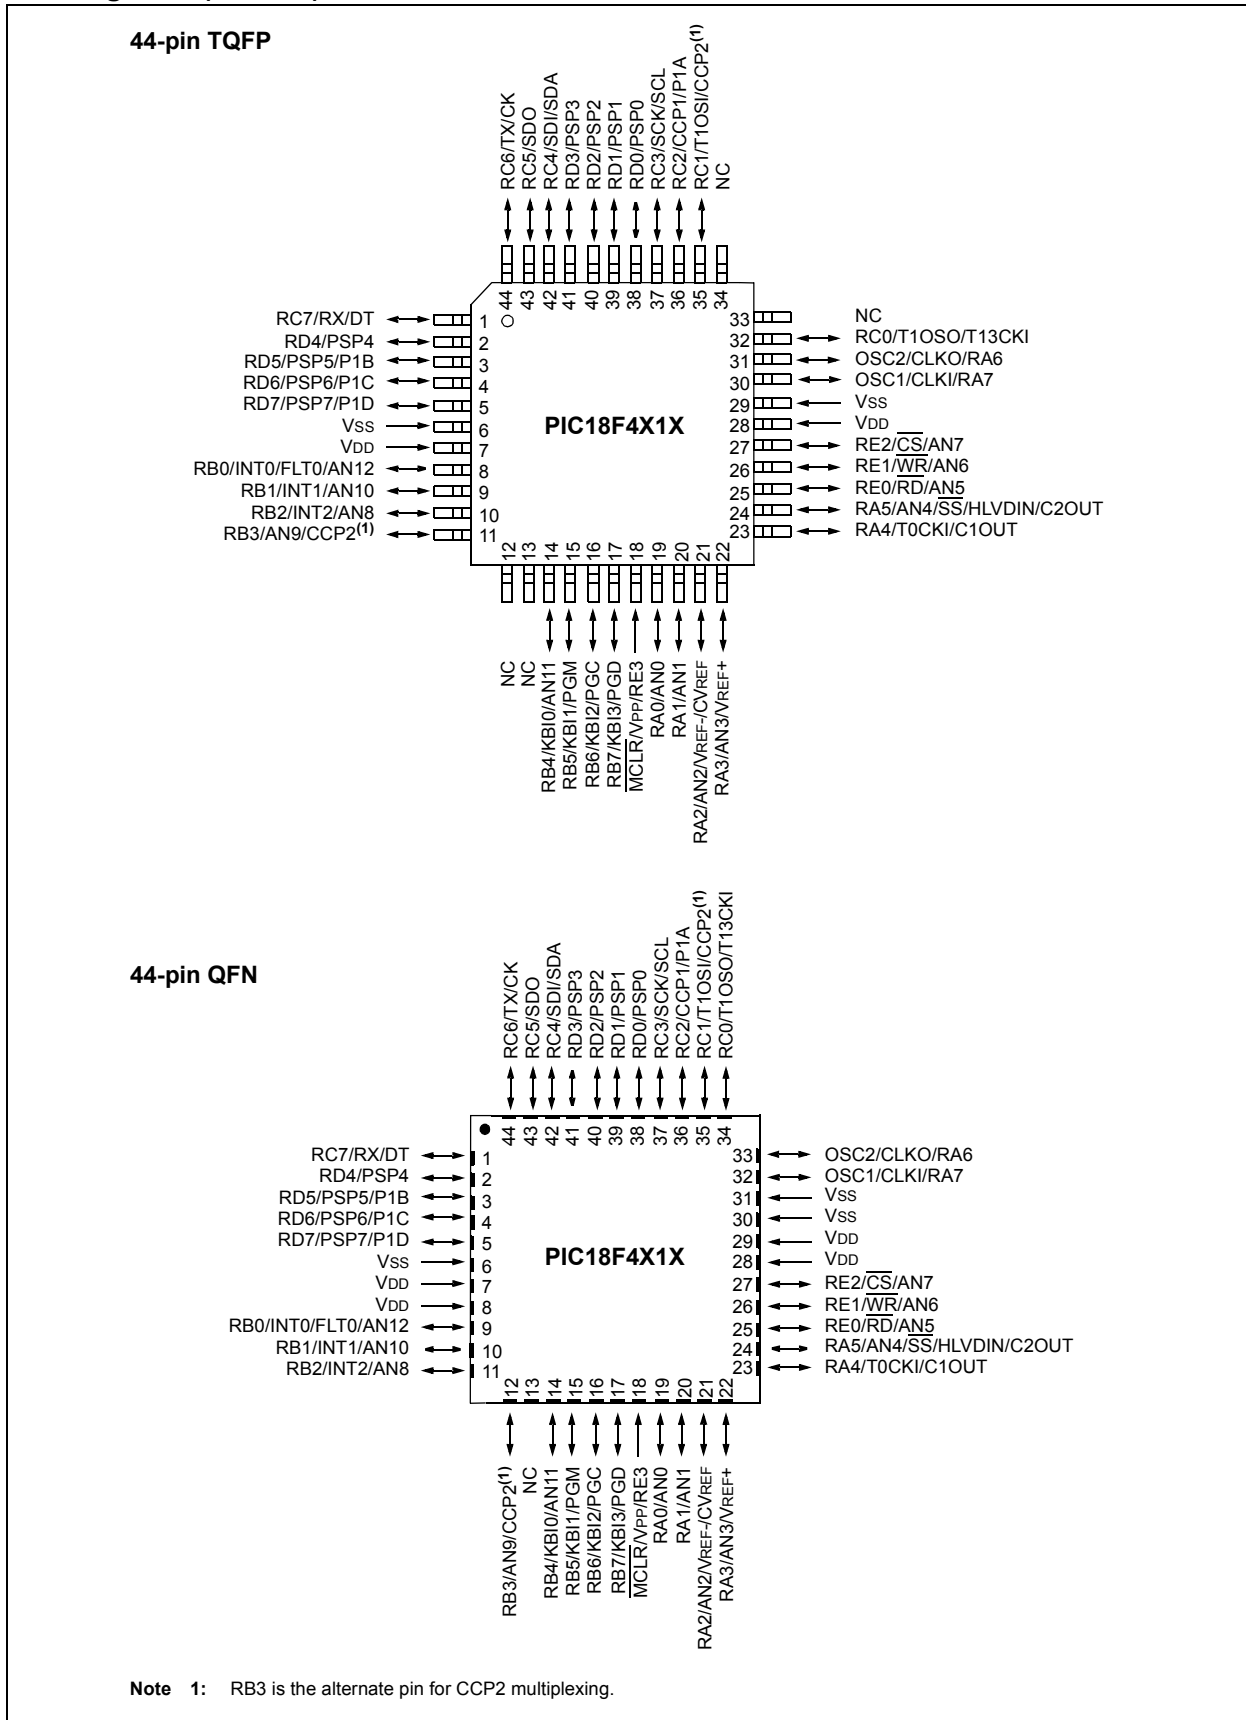 44-pin TQFP
RC6/TX/CK
RC5/SDO
RC4/SDI/SDA
RD3/PSP3
RD2/PSP2
RD1/PSP1
RD0/PSP0
RC3/SCK/SCL
RC2/CCP1/P1A
RC1/T1OSI/CCP2(1)
NC
44
43
42
41
40
39
38
37
36
35
34
RC7/RX/DT 1
RD4/PSP4 2
RD5/PSP5/P1B 3
RD6/PSP6/P1C 4
RD7/PSP7/P1D 5
VSS 6
VDD 7
RB0/INT0/FLT0/AN12 8
RB1/INT1/AN10 9
RB2/INT2/AN8 10
RB3/AN9/CCP2(1) 11
PIC18F4X1X
33 NC
32 RC0/T1OSO/T13CKI
31 OSC2/CLKO/RA6
30 OSC1/CLKI/RA7
29 VSS
28 VDD
27 RE2/CS/AN7
26 RE1/WR/AN6
25 RE0/RD/AN5
24 RA5/AN4/SS/HLVDIN/C2OUT
23 RA4/T0CKI/C1OUT
12
13
14
15
16
17
18
19
20
21
22
NC
NC
RB4/KBI0/AN11
RB5/KBI1/PGM
RB6/KBI2/PGC
RB7/KBI3/PGD
MCLR/VPP/RE3
RA0/AN0
RA1/AN1
RA2/AN2/VREF-/CVREF
RA3/AN3/VREF+
44-pin QFN
RC6/TX/CK
RC5/SDO
RC4/SDI/SDA
RD3/PSP3
RD2/PSP2
RD1/PSP1
RD0/PSP0
RC3/SCK/SCL
RC2/CCP1/P1A
RC1/T1OSI/CCP2(1)
RC0/T1OSO/T13CKI
44
43
42
41
40
39
38
37
36
35
34
RC7/RX/DT 1
RD4/PSP4 2
RD5/PSP5/P1B 3
RD6/PSP6/P1C 4
RD7/PSP7/P1D 5
VSS 6
VDD 7
VDD 8
RB0/INT0/FLT0/AN12 9
RB1/INT1/AN10 10
RB2/INT2/AN8 11
PIC18F4X1X
33 OSC2/CLKO/RA6
32 OSC1/CLKI/RA7
31 VSS
30 VSS
29 VDD
28 VDD
27 RE2/CS/AN7
26 RE1/WR/AN6
25 RE0/RD/AN5
24 RA5/AN4/SS/HLVDIN/C2OUT
23 RA4/T0CKI/C1OUT
12
13
14
15
16
17
18
19
20
21
22
RB3/AN9/CCP2(1)
NC
RB4/KBI0/AN11
RB5/KBI1/PGM
RB6/KBI2/PGC
RB7/KBI3/PGD
MCLR/VPP/RE3
RA0/AN0
RA1/AN1
RA2/AN2/VREF-/CVREF
RA3/AN3/VREF+
Note 1: RB3 is the alternate pin for CCP2 multiplexing.